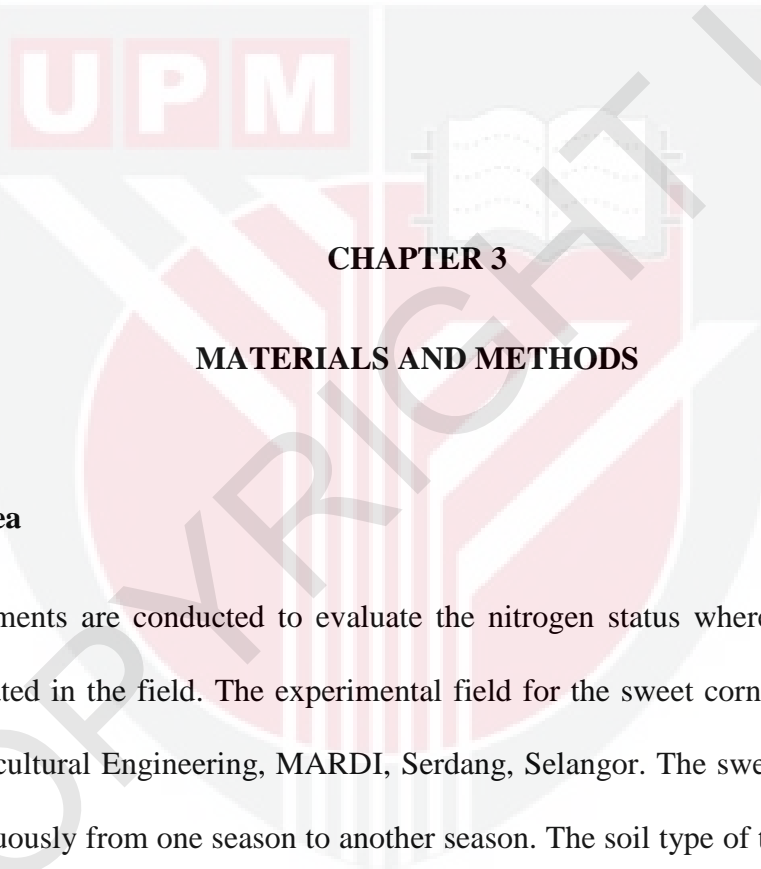 UPM
CHAPTER 3
MATERIALS AND METHODS
ments are conducted to evaluate the nitrogen status where
ted in the field. The experimental field for the sweet corn
cultural Engineering, MARDI, Serdang, Selangor. The swe
uously from one season to another season. The soil type of t
COPYRIGHT